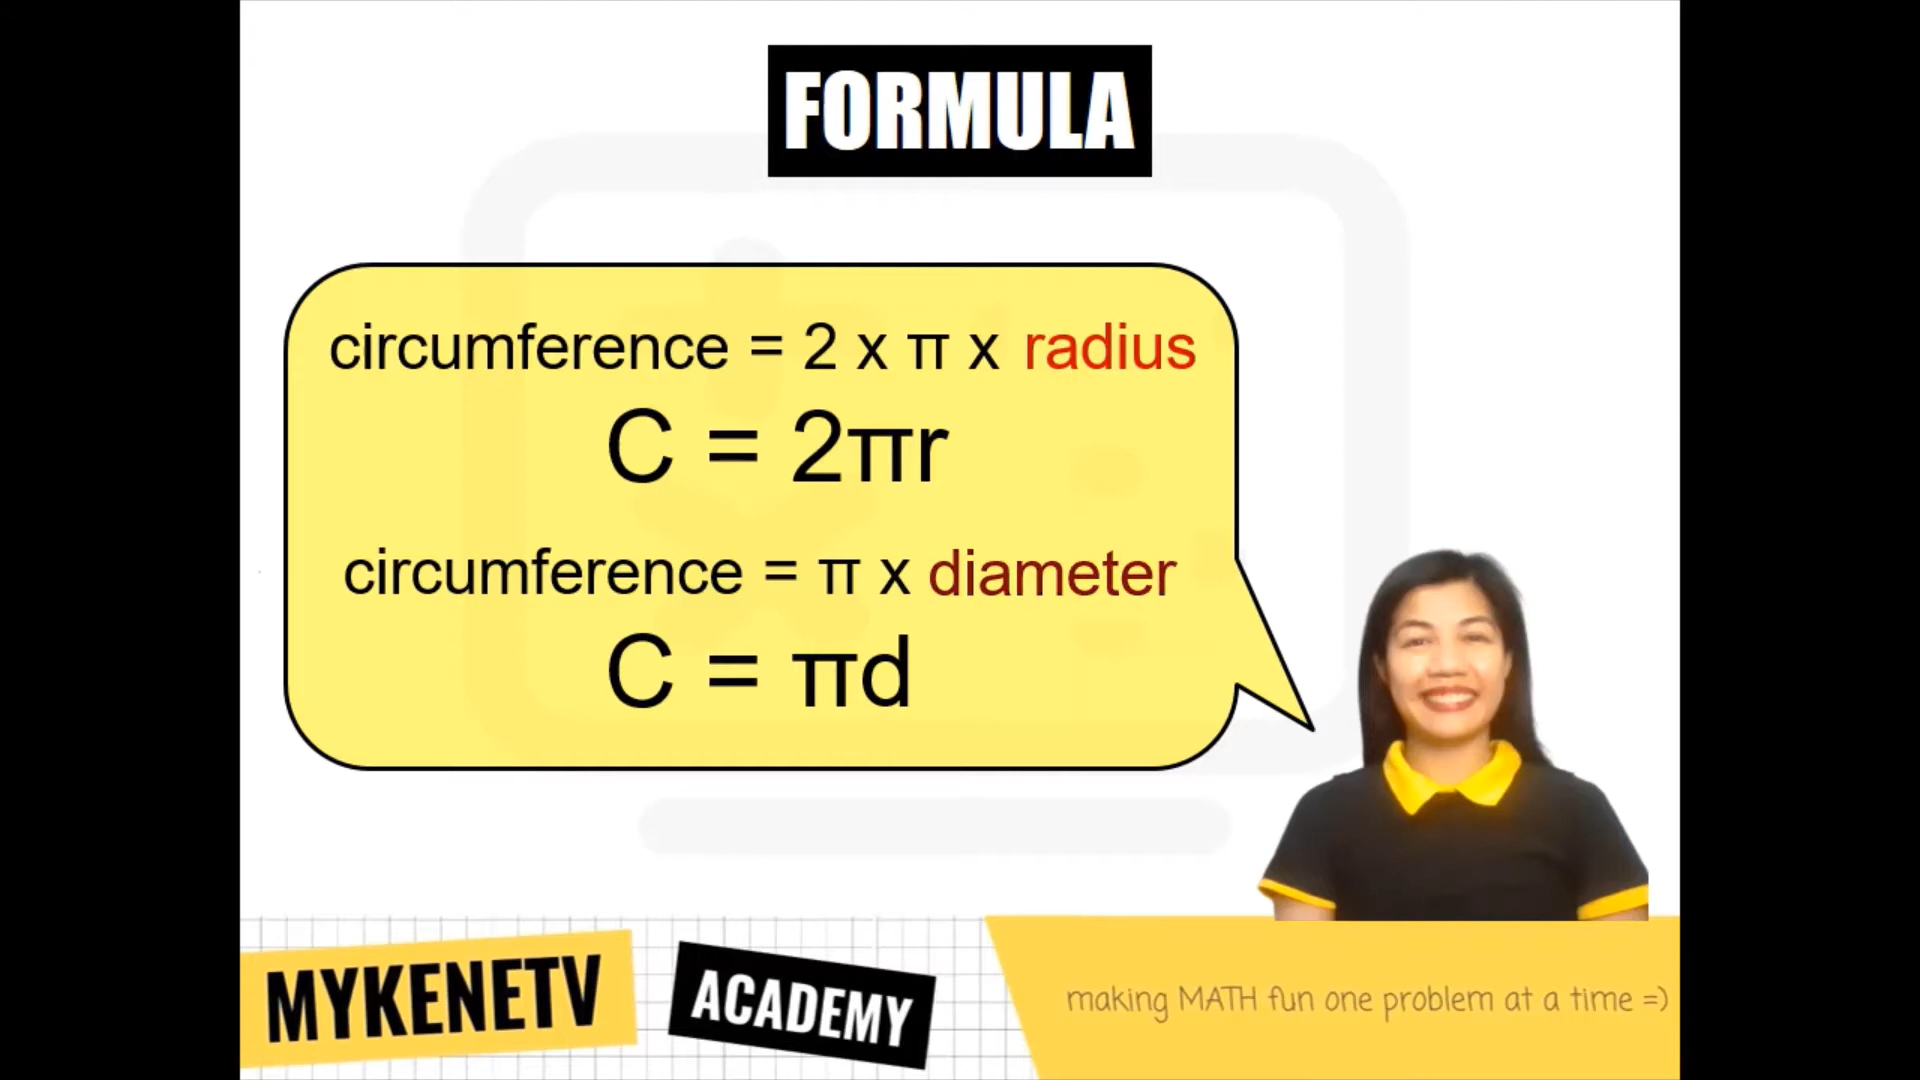 FORMULA
circumference = 2 x π x radius
C = 2πr
circumference = π x diameter
C = πd
MYKENETV
ACADEMY
making MATH fun one problem at a time =)